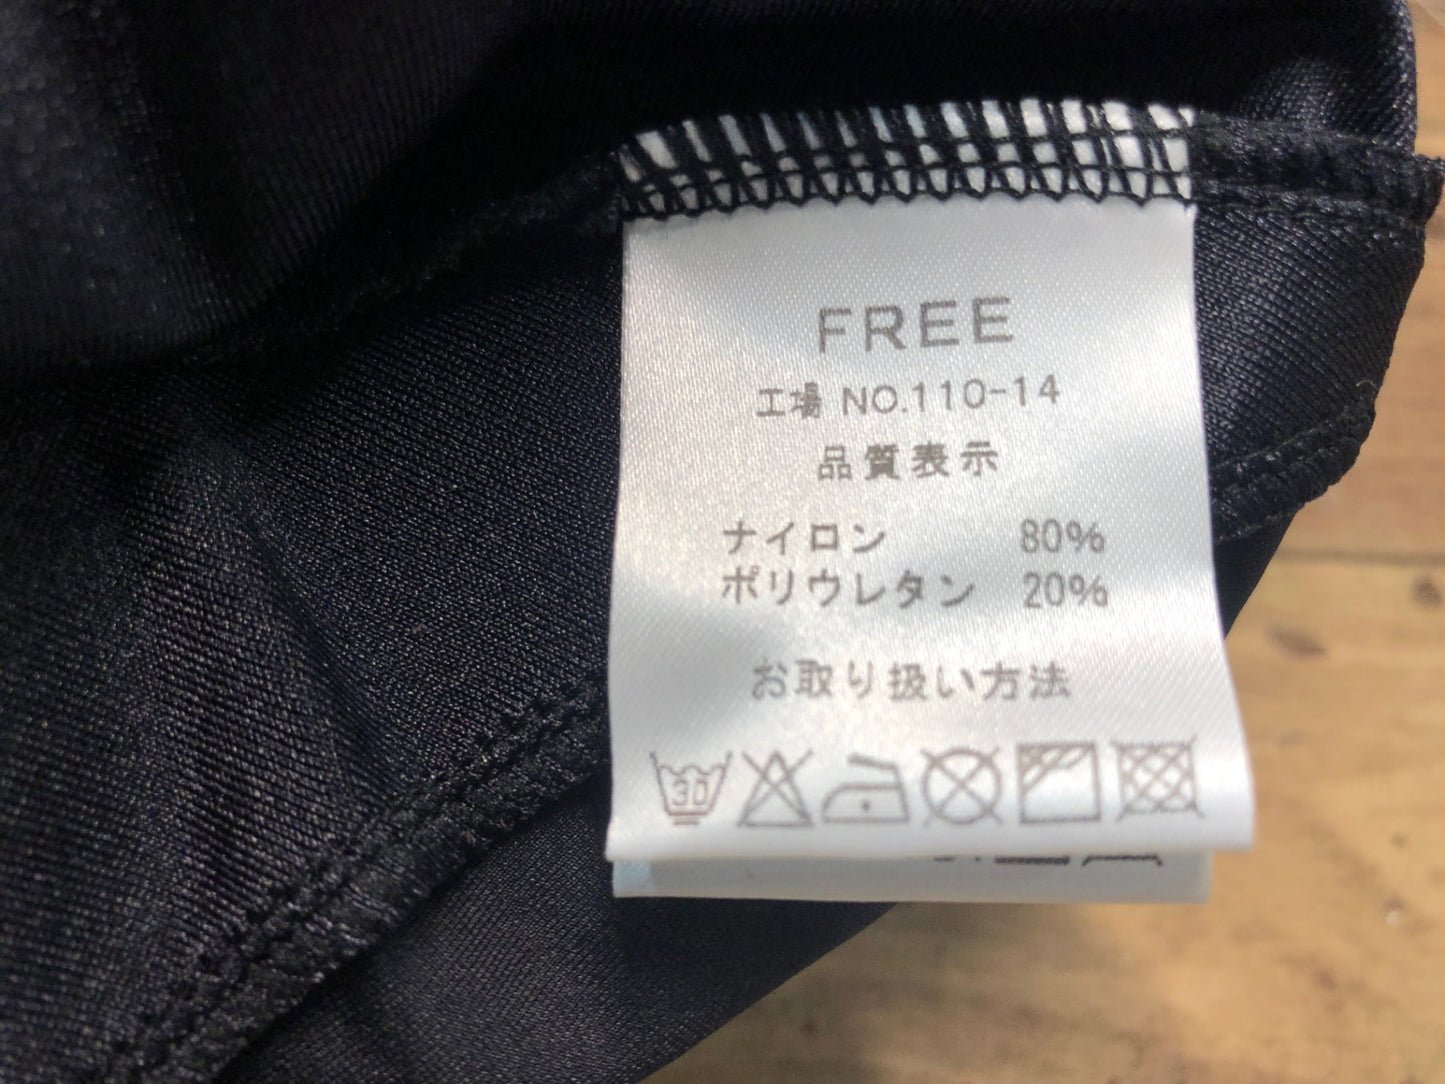 FREE
工場 NO.110-14
品質表示
ナイロン 80%
ポリウレタン 20%
お取り扱い方法
30